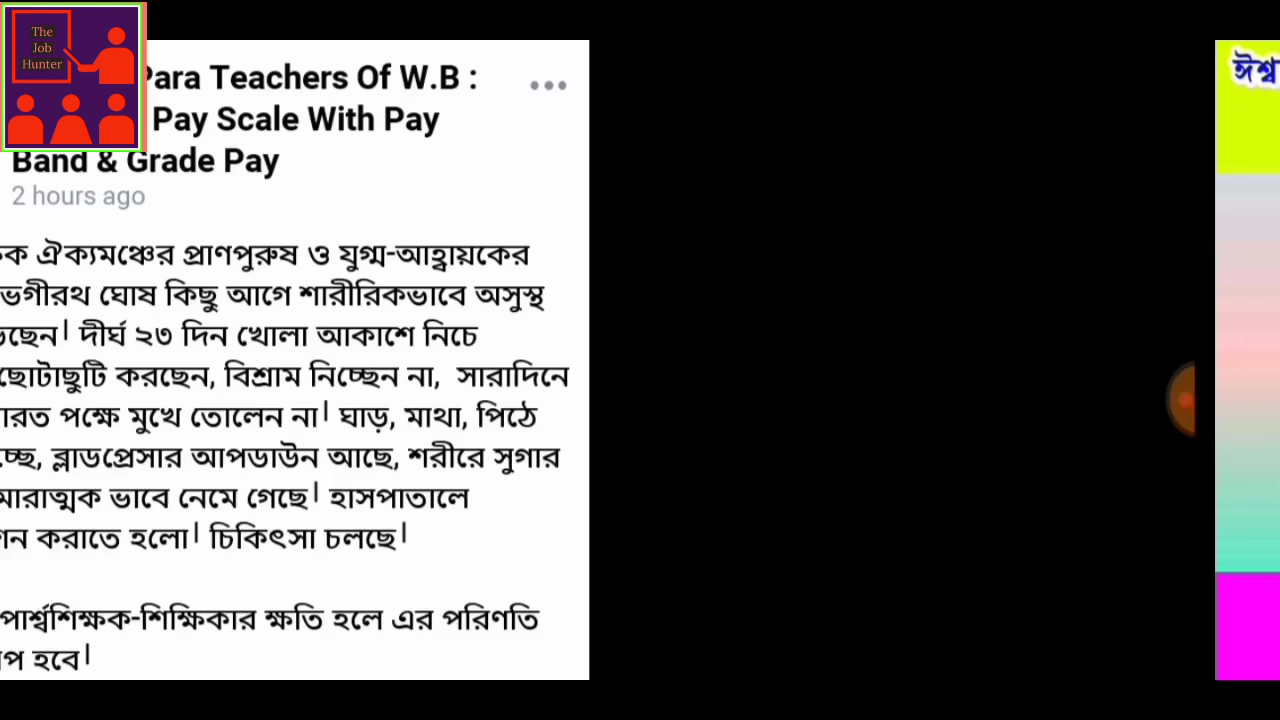 The
Job
Hunter
Para Teachers Of W.B :
Pay Scale With Pay
Band & Grade Pay
2 hours ago
ঐক্যমঞ্চের প্রাণপুরুষ ও যুগ্ম-আহ্বায়কের
ভগীরথ ঘোষ কিছু আগে শারীরিকভাবে অসুস্থ
দীর্ঘ ২৩ দিন খোলা আকাশে নিচে
ছোটাছুটি করছেন, বিশ্রাম নিচ্ছেন না, সারাদিনে
পক্ষে মুখে তোলেন না। ঘাড়, মাথা, পিঠে
ব্লাডপ্রেসার আপডাউন আছে, শরীরে সুগার
ভাবে নেমে গেছে। হাসপাতালে
করাতে হলো। চিকিৎসা চলছে।
পার্শ্বশিক্ষক-শিক্ষিকার ক্ষতি হলে এর পরিণতি
হবে।